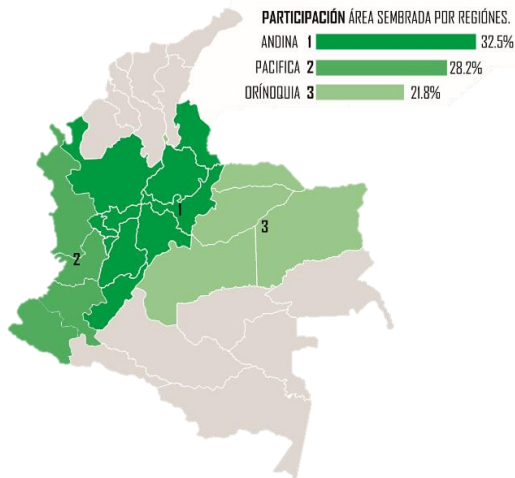 PARTICIPACIÓN ÁREA SEMBRADA POR REGIÓNES.
ANDINA 1 32.5%
PACIFICA 2 28.2%
ORÍNOQUIA 3 21.8%
1
3
2